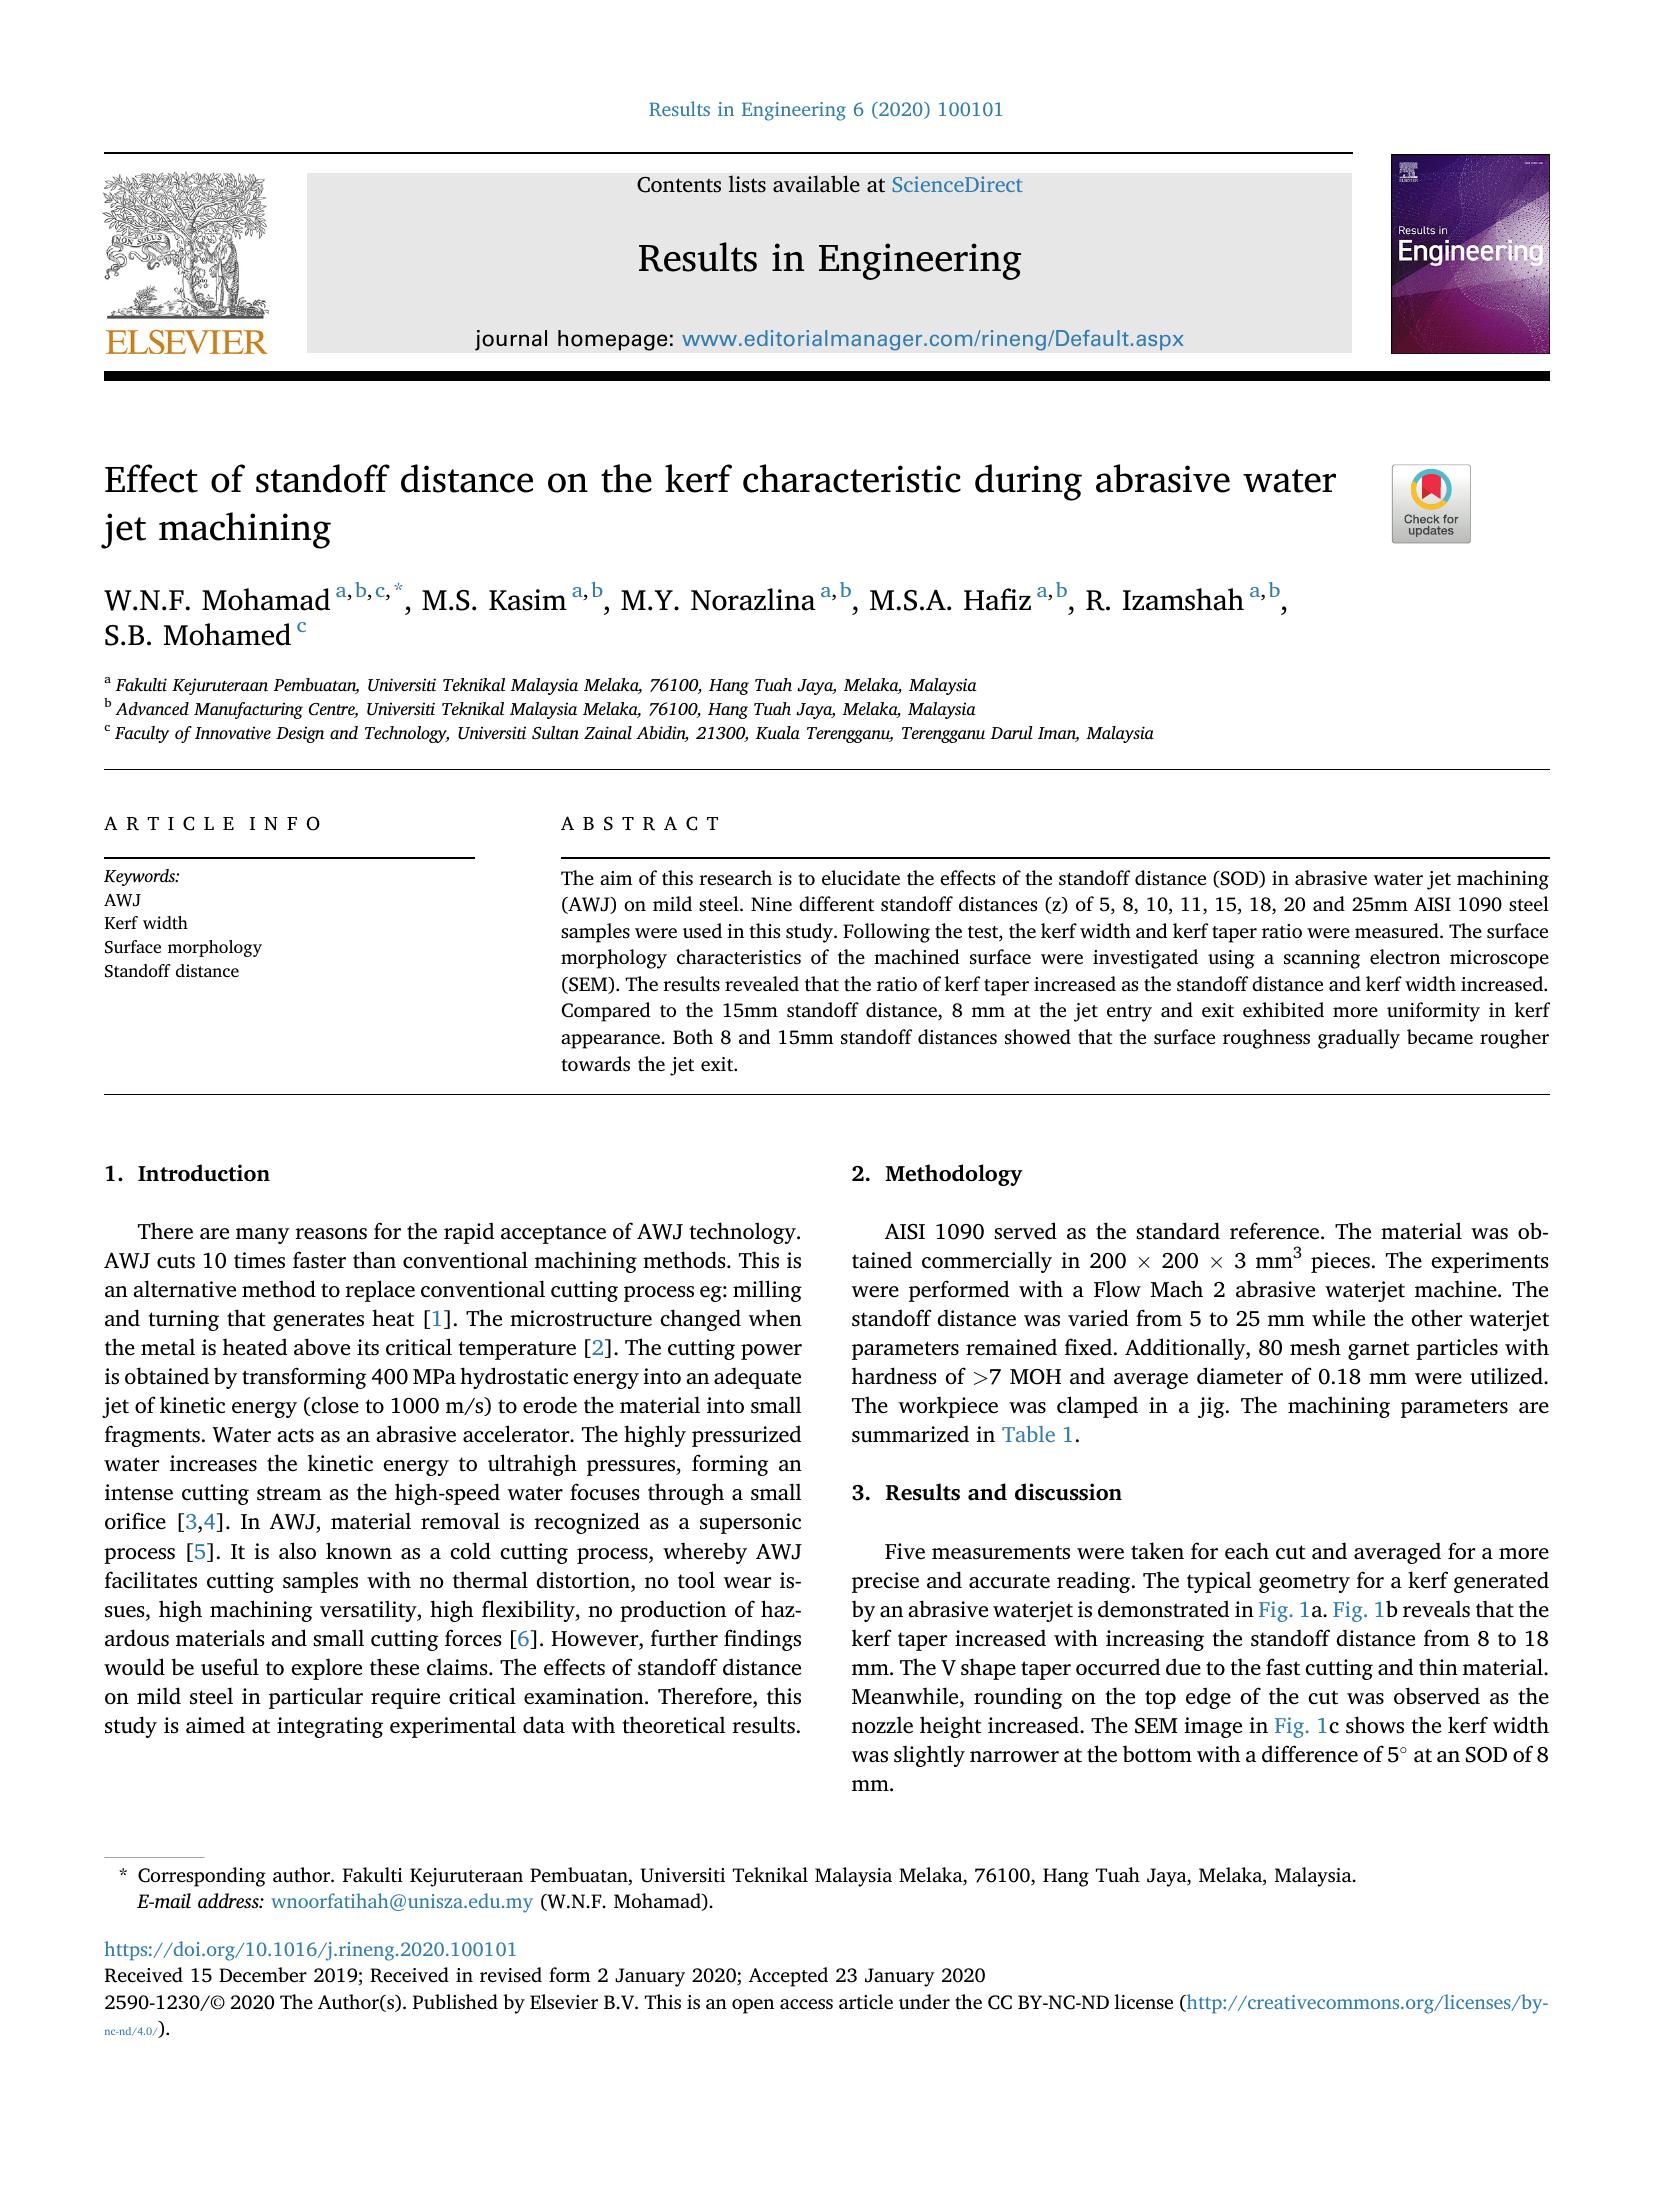 Results in Engineering 6 (2020) 100101
Contents lists available at ScienceDirect
Results in Engineering
journal homepage: www.editorialmanager.com/rineng/Default.aspx
NON SOLUS
ELSEVIER
ELSEVIER
Results in
Engineering
Effect of standoff distance on the kerf characteristic during abrasive water
jet machining
Check for
updates
W.N.F. Mohamad a,b,c,*, M.S. Kasim a,b, M.Y. Norazlina a,b, M.S.A. Hafiz a,b, R. Izamshah a,b,
S.B. Mohamed c
a Fakulti Kejuruteraan Pembuatan, Universiti Teknikal Malaysia Melaka, 76100, Hang Tuah Jaya, Melaka, Malaysia
b Advanced Manufacturing Centre, Universiti Teknikal Malaysia Melaka, 76100, Hang Tuah Jaya, Melaka, Malaysia
c Faculty of Innovative Design and Technology, Universiti Sultan Zainal Abidin, 21300, Kuala Terengganu, Terengganu Darul Iman, Malaysia
ARTICLE INFO
Keywords:
AWJ
Kerf width
Surface morphology
Standoff distance
ABSTRACT
The aim of this research is to elucidate the effects of the standoff distance (SOD) in abrasive water jet machining
(AWJ) on mild steel. Nine different standoff distances (z) of 5, 8, 10, 11, 15, 18, 20 and 25mm AISI 1090 steel
samples were used in this study. Following the test, the kerf width and kerf taper ratio were measured. The surface
morphology characteristics of the machined surface were investigated using a scanning electron microscope
(SEM). The results revealed that the ratio of kerf taper increased as the standoff distance and kerf width increased.
Compared to the 15mm standoff distance, 8 mm at the jet entry and exit exhibited more uniformity in kerf
appearance. Both 8 and 15mm standoff distances showed that the surface roughness gradually became rougher
towards the jet exit.
1. Introduction
There are many reasons for the rapid acceptance of AWJ technology.
AWJ cuts 10 times faster than conventional machining methods. This is
an alternative method to replace conventional cutting process eg: milling
and turning that generates heat [1]. The microstructure changed when
the metal is heated above its critical temperature [2]. The cutting power
is obtained by transforming 400 MPa hydrostatic energy into an adequate
jet of kinetic energy (close to 1000 m/s) to erode the material into small
fragments. Water acts as an abrasive accelerator. The highly pressurized
water increases the kinetic energy to ultrahigh pressures, forming an
intense cutting stream as the high-speed water focuses through a small
orifice [3,4]. In AWJ, material removal is recognized as a supersonic
process [5]. It is also known as a cold cutting process, whereby AWJ
facilitates cutting samples with no thermal distortion, no tool wear is-
sues, high machining versatility, high flexibility, no production of haz-
ardous materials and small cutting forces [6]. However, further findings
would be useful to explore these claims. The effects of standoff distance
on mild steel in particular require critical examination. Therefore, this
study is aimed at integrating experimental data with theoretical results.
2. Methodology
AISI 1090 served as the standard reference. The material was ob-
tained commercially in 200 × 200 × 3 mm³ pieces. The experiments
were performed with a Flow Mach 2 abrasive waterjet machine. The
standoff distance was varied from 5 to 25 mm while the other waterjet
parameters remained fixed. Additionally, 80 mesh garnet particles with
hardness of >7 MOH and average diameter of 0.18 mm were utilized.
The workpiece was clamped in a jig. The machining parameters are
summarized in Table 1.
3. Results and discussion
Five measurements were taken for each cut and averaged for a more
precise and accurate reading. The typical geometry for a kerf generated
by an abrasive waterjet is demonstrated in Fig. 1a. Fig. 1b reveals that the
kerf taper increased with increasing the standoff distance from 8 to 18
mm. The V shape taper occurred due to the fast cutting and thin material.
Meanwhile, rounding on the top edge of the cut was observed as the
nozzle height increased. The SEM image in Fig. 1c shows the kerf width
was slightly narrower at the bottom with a difference of 5° at an SOD of 8
mm.
* Corresponding author. Fakulti Kejuruteraan Pembuatan, Universiti Teknikal Malaysia Melaka, 76100, Hang Tuah Jaya, Melaka, Malaysia.
E-mail address: wnoorfatihah@unisza.edu.my (W.N.F. Mohamad).
https://doi.org/10.1016/j.rineng.2020.100101
Received 15 December 2019; Received in revised form 2 January 2020; Accepted 23 January 2020
2590-1230/© 2020 The Author(s). Published by Elsevier B.V. This is an open access article under the CC BY-NC-ND license (http://creativecommons.org/licenses/by-
nc-nd/4.0/).